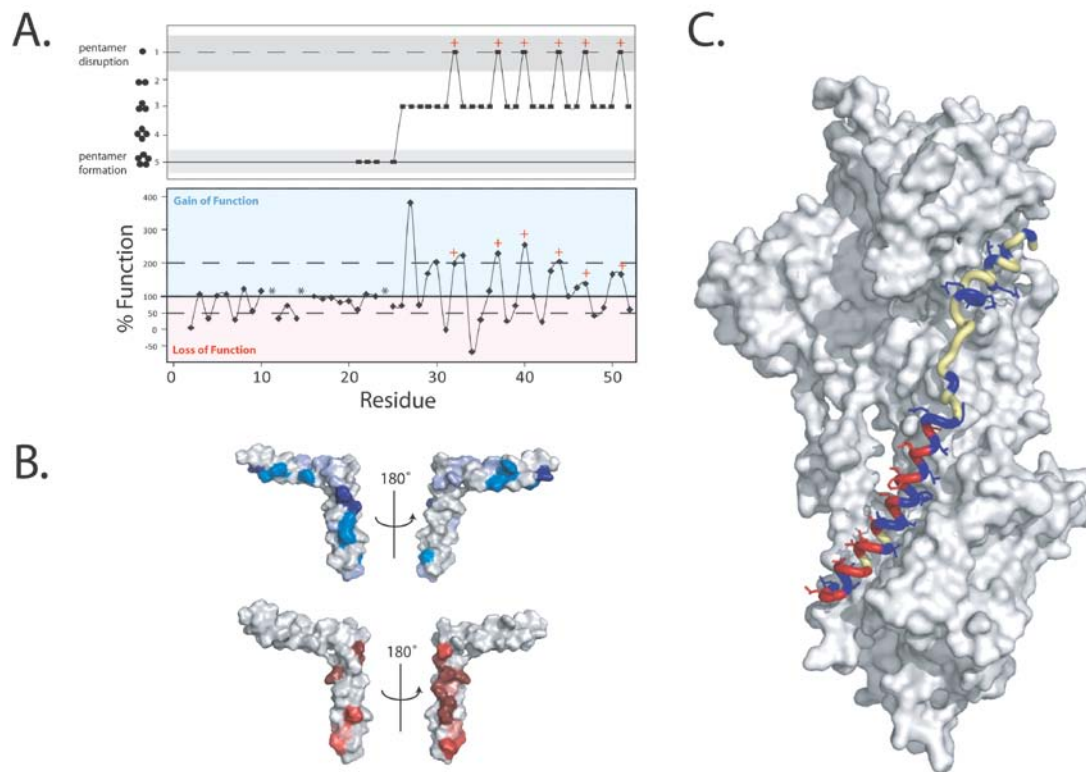 A.
pentamer
disruption
1
2
3
4
pentamer
formation
5
+ + + + + +
400
Gain of Function
300
200
100
50
0
-50
% Function
Loss of Function
* * *
+ + + + + +
0 10 20 30 40 50
Residue
B.
180°
180°
C.